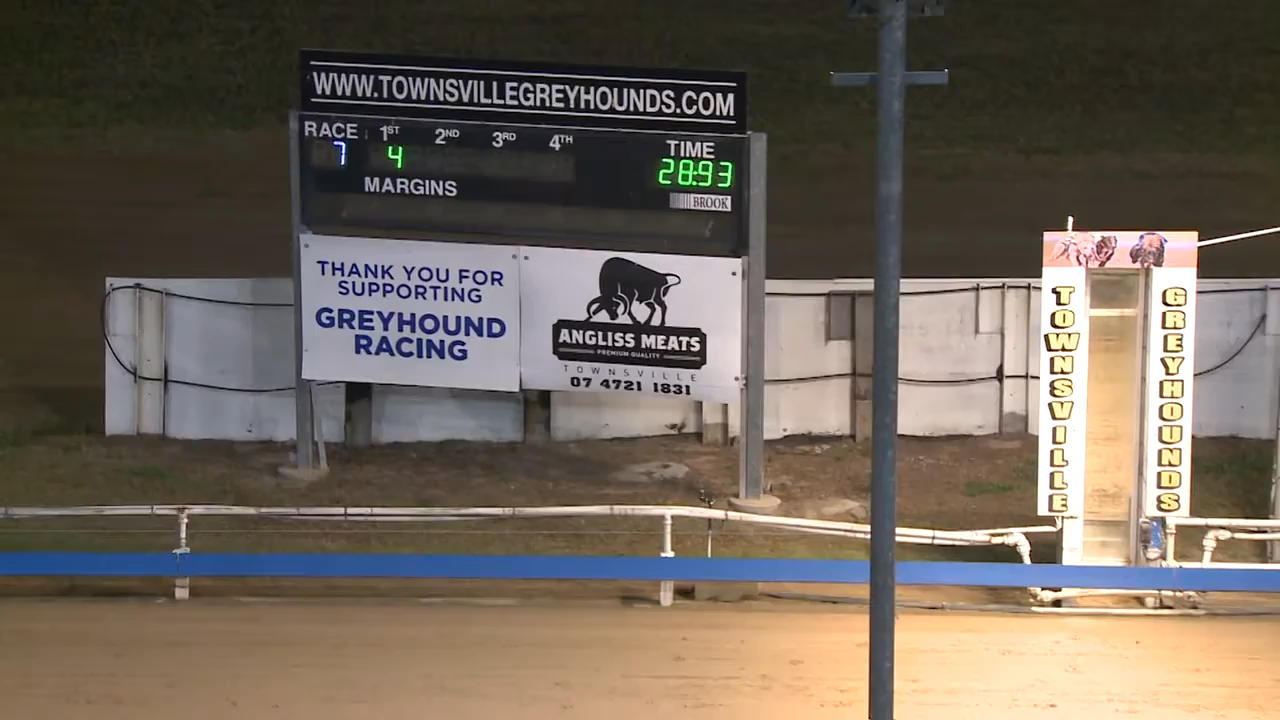 WWW.TOWNSVILLEGREYHOUNDS.COM
RACE 1ST 2ND 3RD 4TH TIME
7 4 28:93
MARGINS
BROOK
THANK YOU FOR
SUPPORTING
GREYHOUND
RACING
ANGLISS MEATS
PREMIUM QUALITY
TOWNSVILLE
07 4721 1831
TOWNSVILLE
GREYHOUNDS